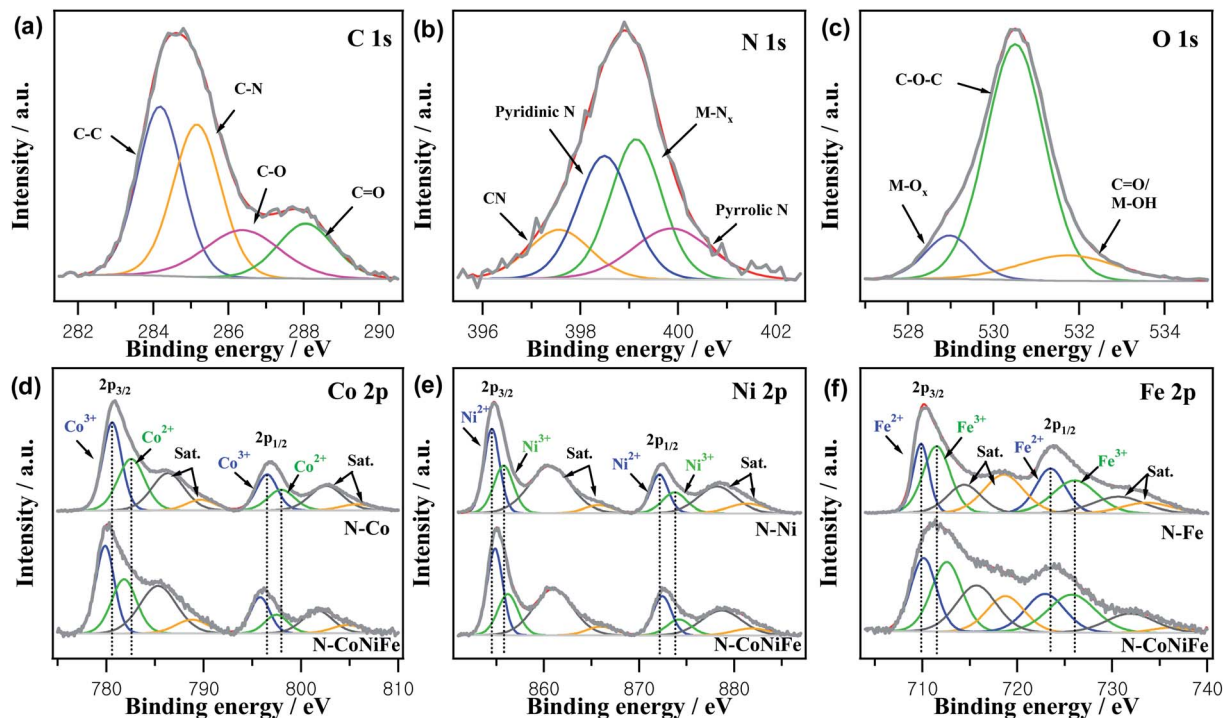 (a)
C 1s
C-N
C-C
C-O
C=O
Intensity / a.u.
282 284 286 288 290
Binding energy / eV
(b)
N 1s
Pyridinic N
M-Nₓ
CN
Pyrrolic N
Intensity / a.u.
396 398 400 402
Binding energy / eV
(c)
O 1s
C-O-C
M-Oₓ
C=O/
M-OH
Intensity / a.u.
528 530 532 534
Binding energy / eV
(d)
2p₃/₂
Co 2p
Co³⁺
Co²⁺
Sat.
2p₁/₂
Co³⁺
Co²⁺
Sat.
N-Co
N-CoNiFe
Intensity / a.u.
780 790 800 810
Binding energy / eV
(e)
2p₃/₂
Ni 2p
Ni²⁺
Ni³⁺
Sat.
2p₁/₂
Ni²⁺
Ni³⁺
Sat.
N-Ni
N-CoNiFe
Intensity / a.u.
860 870 880
Binding energy / eV
(f)
2p₃/₂
Fe 2p
Fe²⁺
Fe³⁺
Sat.
Fe²⁺
2p₁/₂
Fe³⁺
Sat.
N-Fe
N-CoNiFe
Intensity / a.u.
710 720 730 740
Binding energy / eV